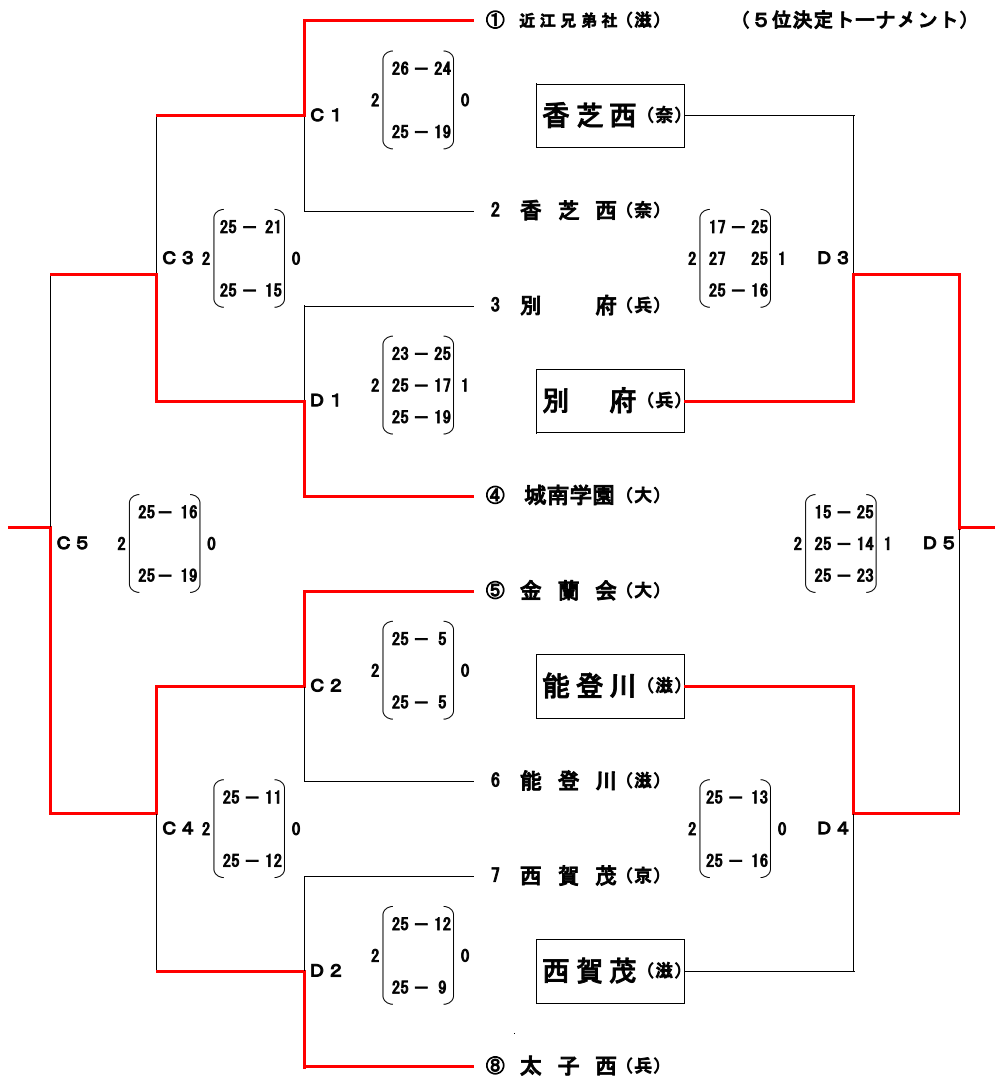 ① 近江兄弟社（滋） （５位決定トーナメント）
26 － 24
2 0
25 － 19
Ｃ１
香芝西（奈）
2 香芝西（奈）
25 － 21
Ｃ３ 2 0
25 － 15
17 － 25
2 27 25 1 Ｄ３
25 － 16
3 別府（兵）
23 － 25
2 25 － 17 1
25 － 19
Ｄ１
別府（兵）
④ 城南学園（大）
25 － 16
Ｃ５ 2 0
25 － 19
15 － 25
2 25 － 14 1 Ｄ５
25 － 23
⑤ 金蘭会（大）
25 － 5
2 0
25 － 5
Ｃ２
能登川（滋）
6 能登川（滋）
25 － 11
Ｃ４ 2 0
25 － 12
25 － 13
2 0 Ｄ４
25 － 16
7 西賀茂（京）
25 － 12
2 0
25 － 9
Ｄ２
西賀茂（滋）
⑧ 太子西（兵）